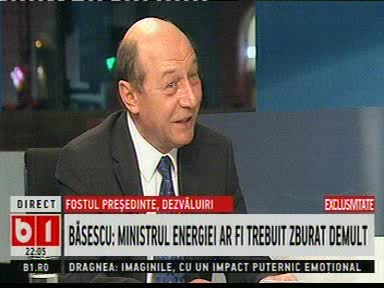 DIRECT
FOSTUL PREȘEDINTE, DEZVĂLUIRI
EXCLUSIVITATE
b1
22:05
BĂSESCU: MINISTRUL ENERGIEI AR FI TREBUIT ZBURAT DEMULT
B1.RO
DRAGNEA: IMAGINILE, CU UN IMPACT PUTERNIC EMOTIONAL